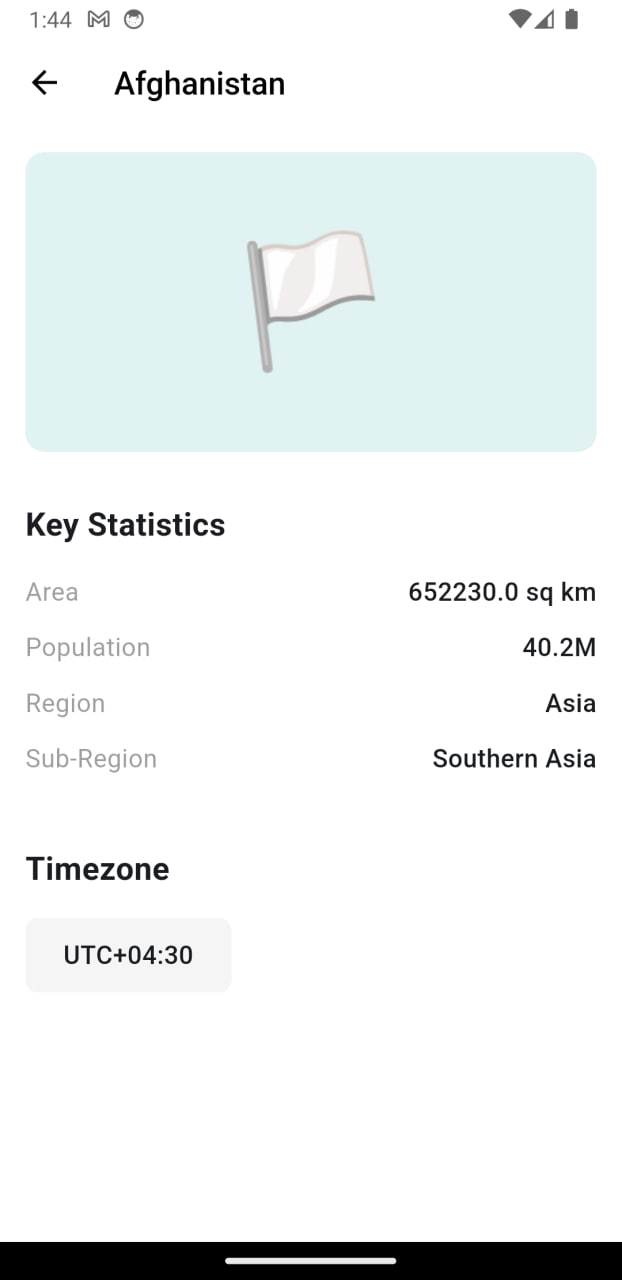 1:44
Afghanistan
Key Statistics
Area 652230.0 sq km
Population 40.2M
Region Asia
Sub-Region Southern Asia
Timezone
UTC+04:30